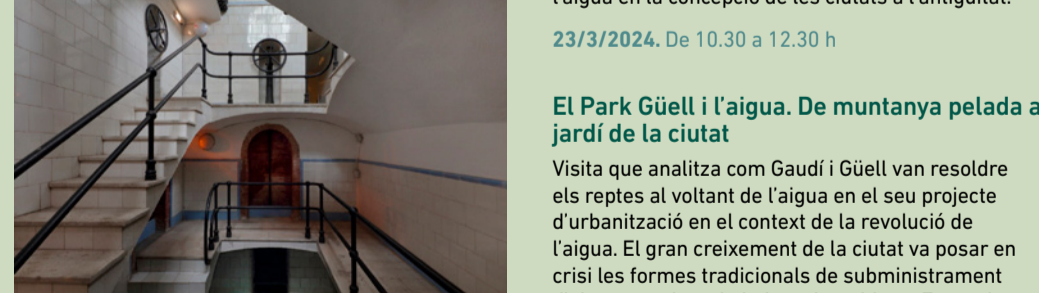 l'aigua en la concepció de les ciutats a l'antiguitat.
23/3/2024. De 10.30 a 12.30 h
El Park Güell i l'aigua. De muntanya pelada a
jardí de la ciutat
Visita que analitza com Gaudí i Güell van resoldre
els reptes al voltant de l'aigua en el seu projecte
d'urbanització en el context de la revolució de
l'aigua. El gran creixement de la ciutat va posar en
crisi les formes tradicionals de subministrament